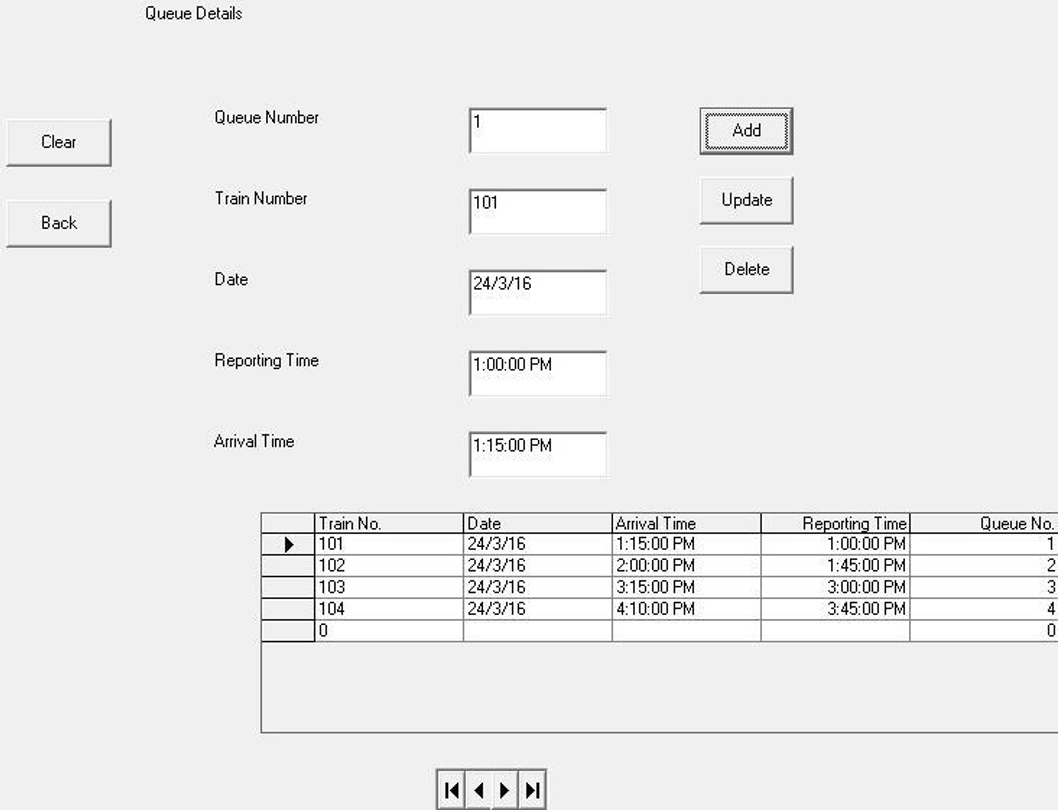 Queue Details
Queue Number 1 Add
Clear
Train Number 101 Update
Back
Date 24/3/16 Delete
Reporting Time 1:00:00 PM
Arrival Time 1:15:00 PM
Train No. Date Arrival Time Reporting Time Queue No.
101 24/3/16 1:15:00 PM 1:00:00 PM 1
102 24/3/16 2:00:00 PM 1:45:00 PM 2
103 24/3/16 3:15:00 PM 3:00:00 PM 3
104 24/3/16 4:10:00 PM 3:45:00 PM 4
0 0